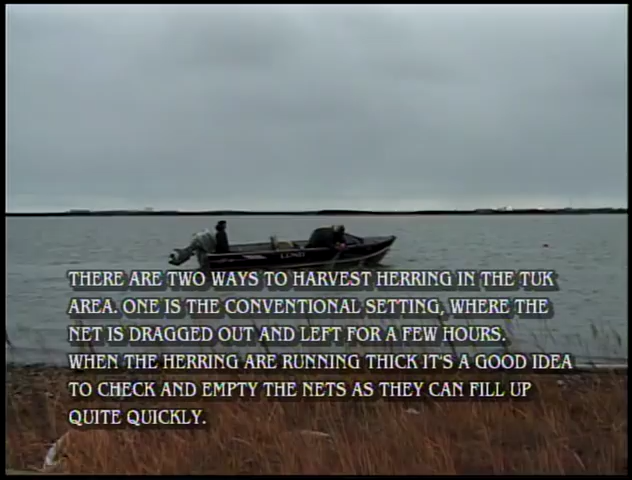 LUND
THERE ARE TWO WAYS TO HARVEST HERRING IN THE TUK
AREA. ONE IS THE CONVENTIONAL SETTING, WHERE THE
NET IS DRAGGED OUT AND LEFT FOR A FEW HOURS.
WHEN THE HERRING ARE RUNNING THICK IT'S A GOOD IDEA
TO CHECK AND EMPTY THE NETS AS THEY CAN FILL UP
QUITE QUICKLY.